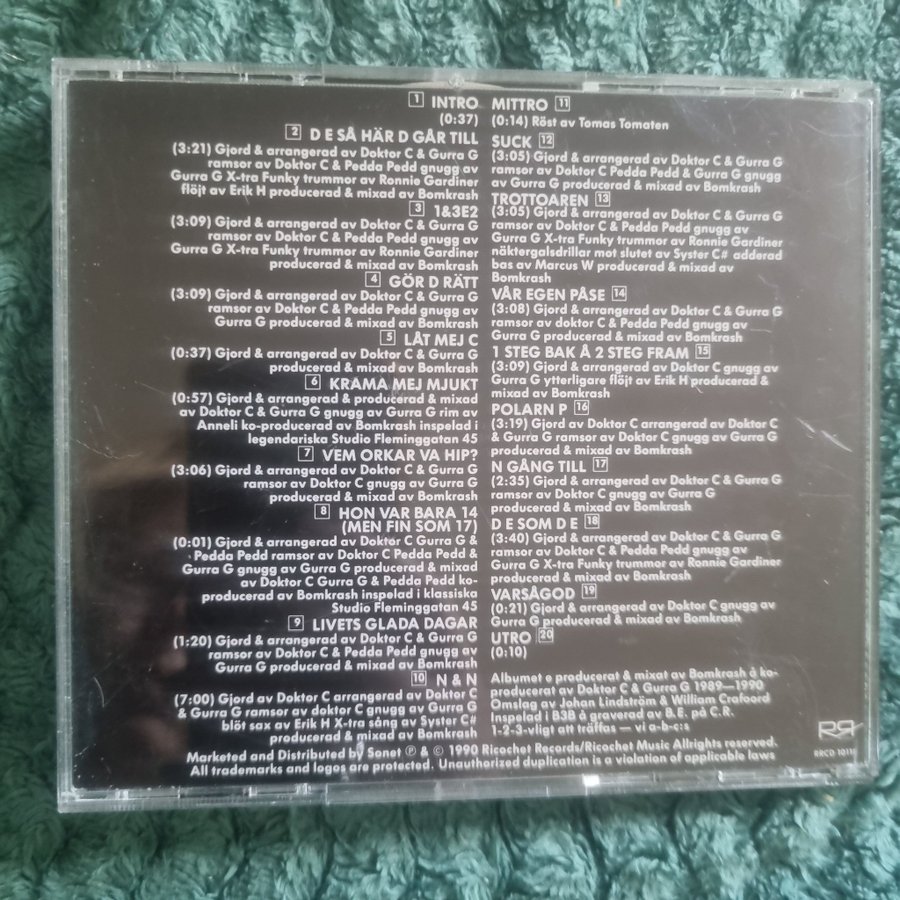 1 INTRO
(0:37)
2 D E SÅ HÄR D GÅR TILL
(3:21) Gjord & arrangerad av Doktor C & Gurra G
ramsor av Doktor C & Pedda Pedd gnugg av
Gurra G X-tra Funky trummor av Ronnie Gardiner
flöjt av Erik H producerad & mixad av Bomkrash
3 1&3E2
(3:09) Gjord & arrangerad av Doktor C & Gurra G
ramsor av Doktor C & Pedda Pedd gnugg av
Gurra G X-tra Funky trummor av Ronnie Gardiner
producerad & mixad av Bomkrash
4 GÖR D RÄTT
(3:09) Gjord & arrangerad av Doktor C & Gurra G
ramsor av Doktor C & Pedda Pedd gnugg av
Gurra G producerad & mixad av Bomkrash
5 LÅT MEJ C
(0:37) Gjord & arrangerad av Doktor C & Gurra G
producerad & mixad av Bomkrash
6 KRAMA MEJ MJUKT
(0:57) Gjord & arrangerad & producerad & mixad
av Doktor C & Gurra G gnugg av Gurra G rim av
Anneli ko-producerad av Bomkrash inspelad i
legendariska Studio Fleminggatan 45
7 VEM ORKAR VA HIP?
(3:06) Gjord & arrangerad av Doktor C & Gurra G
ramsor av Doktor C gnugg av Gurra G
producerad & mixad av Bomkrash
8 HON VAR BARA 14
(MEN FIN SOM 17)
(0:01) Gjord & arrangerad av Doktor C Gurra G &
Pedda Pedd ramsor av Doktor C Pedda Pedd &
Gurra G gnugg av Gurra G producerad & mixad
av Doktor C Gurra G & Pedda Pedd ko-
producerad av Bomkrash inspelad i klassiska
Studio Fleminggatan 45
9 LIVETS GLADA DAGAR
(1:20) Gjord & arrangerad av Doktor C & Gurra G
ramsor av Doktor C & Pedda Pedd gnugg av
Gurra G producerad & mixad av Bomkrash
10 N & N
(7:00) Gjord av Doktor C arrangerad av Doktor C
& Gurra G ramsor av doktor C gnugg av Gurra G
blöt sax av Erik H X-tra sång av Syster C#
producerad & mixad av Bomkrash
MITTRO 11
(0:14) Röst av Tomas Tomaten
SUCK 12
(3:05) Gjord & arrangerad av Doktor C & Gurra G
ramsor av Doktor C Pedda Pedd & Gurra G gnugg
av Gurra G producerad & mixad av Bomkrash
TROTTOAREN 13
(3:05) Gjord & arrangerad av Doktor C & Gurra G
ramsor av Doktor C & Pedda Pedd gnugg av
Gurra G X-tra Funky trummor av Ronnie Gardiner
näktergalsdrillar mot slutet av Syster C# adderad
bas av Marcus W producerad & mixad av
Bomkrash
VÅR EGEN PÅSE 14
(3:08) Gjord & arrangerad av Doktor C & Gurra G
ramsor av doktor C & Pedda Pedd gnugg av
Gurra G producerad & mixad av Bomkrash
1 STEG BAK Å 2 STEG FRAM 15
(3:09) Gjord & arrangerad av Doktor C gnugg av
Gurra G ytterligare flöjt av Erik H producerad &
mixad av Bomkrash
POLARN P 16
(3:19) Gjord av Doktor C arrangerad av Doktor C
& Gurra G ramsor av Doktor C gnugg av Gurra G
producerad & mixad av Bomkrash
N GÅNG TILL 17
(2:35) Gjord & arrangerad av Doktor C & Gurra G
ramsor av Doktor C gnugg av Gurra G
producerad & mixad av Bomkrash
D E SOM D E 18
(3:40) Gjord & arrangerad av Doktor C & Gurra G
ramsor av Doktor C & Pedda Pedd gnugg av
Gurra G X-tra Funky trummor av Ronnie Gardiner
producerad & mixad av Bomkrash
VARSÅGOD 19
(0:21) Gjord & arrangerad av Doktor C gnugg av
Gurra G producerad & mixad av Bomkrash
UTRO 20
(0:10)
Albumet e producerat & mixat av Bomkrash å ko-
producerat av Doktor C & Gurra G 1989—1990
Omslag av Johan Lindström & William Crafoord
Inspelad i B3B å graverad av B.E. på C.R.
1-2-3-vligt att träffas — vi a-b-c:s
Marketed and Distributed by Sonet Ⓟ & © 1990 Ricochet Records/Ricochet Music Allrights reserved.
All trademarks and logos are protected. Unauthorized duplication is a violation of applicable laws
RR